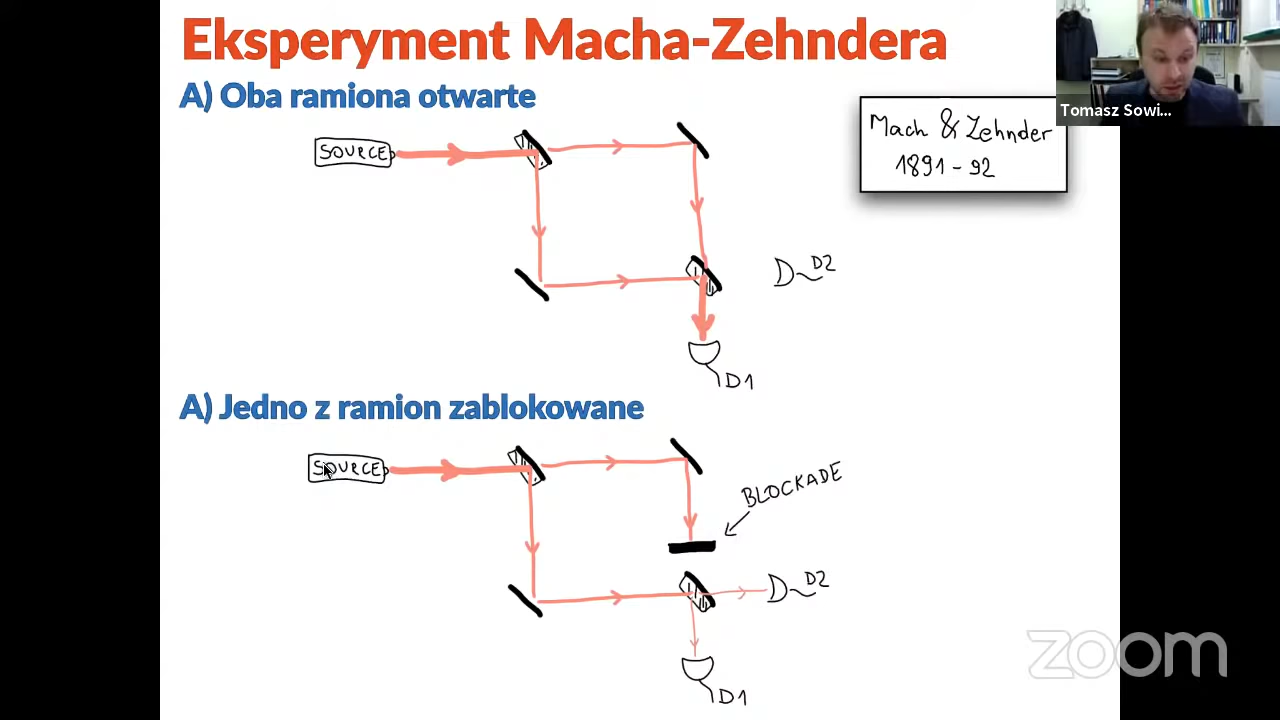 Eksperyment Macha-Zehndera
A) Oba ramiona otwarte
Tomasz Sowi...
Mach & Zehnder
1891-92
SOURCE
D2
D1
A) Jedno z ramion zablokowane
SOURCE
BLOCKADE
D2
D1
zoom